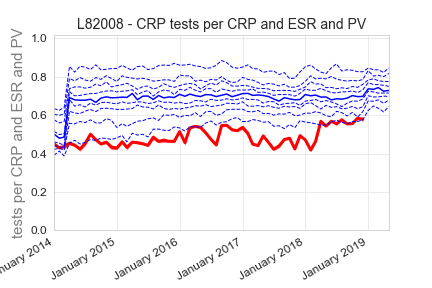 L82008 - CRP tests per CRP and ESR and PV
tests per CRP and ESR and PV
1.0
0.8
0.6
0.4
0.2
0.0
nuary 2014
January 2015
January 2016
January 2017
January 2018
January 2019